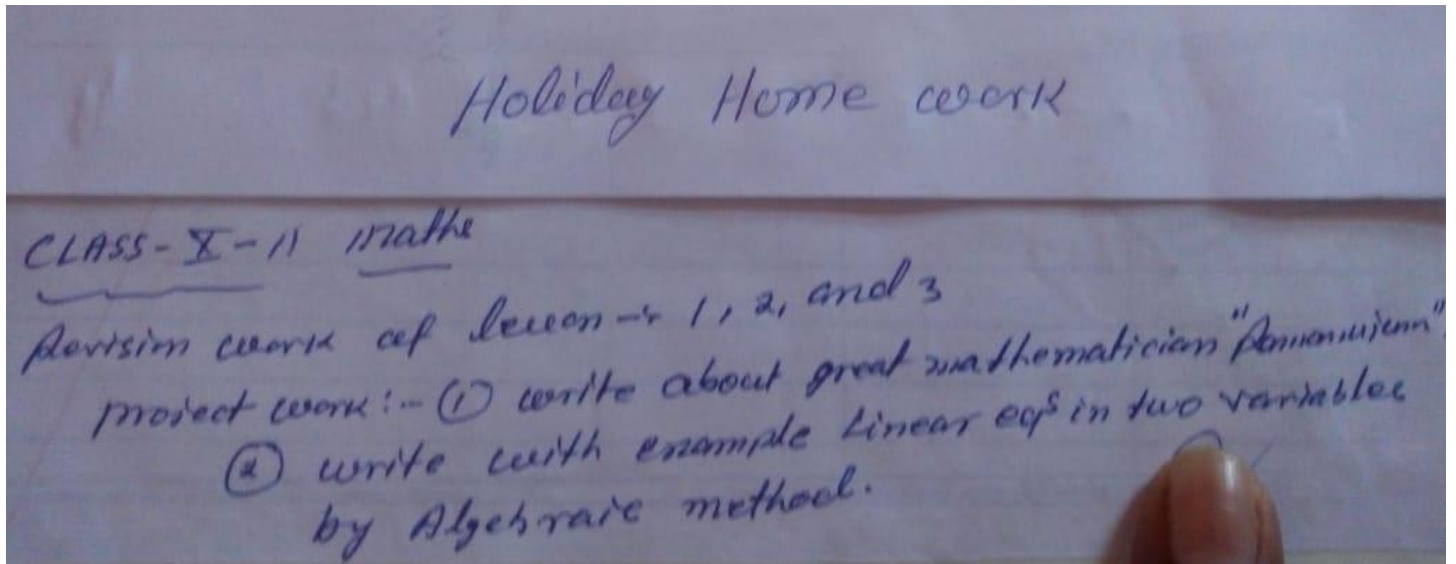 Holiday Home work
CLASS-X-A Maths
Revision work of lesson → 1, 2, and 3
project work:- ① write about great mathematician "Ramanujan"
② write with example Linear eqs in two variables
by Algebraic method.